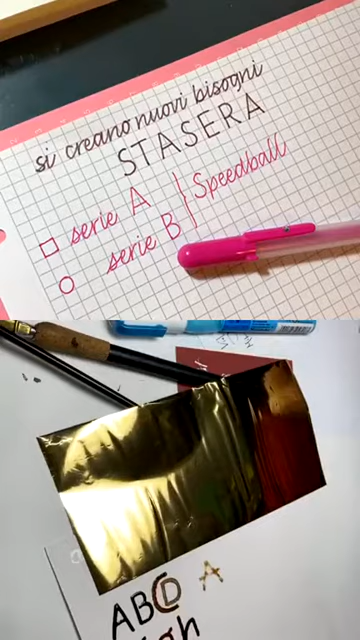 si creano nuovi bisogni
STASERA
serie A
serie B
Speedball
ABCD A